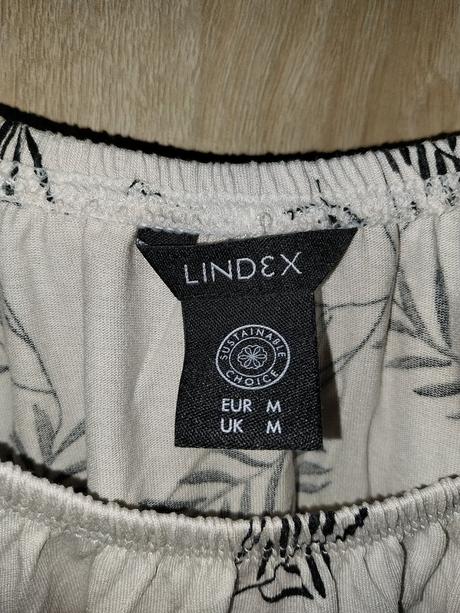 LINDEX
SUSTAINABLE
CHOICE
EUR M
UK M